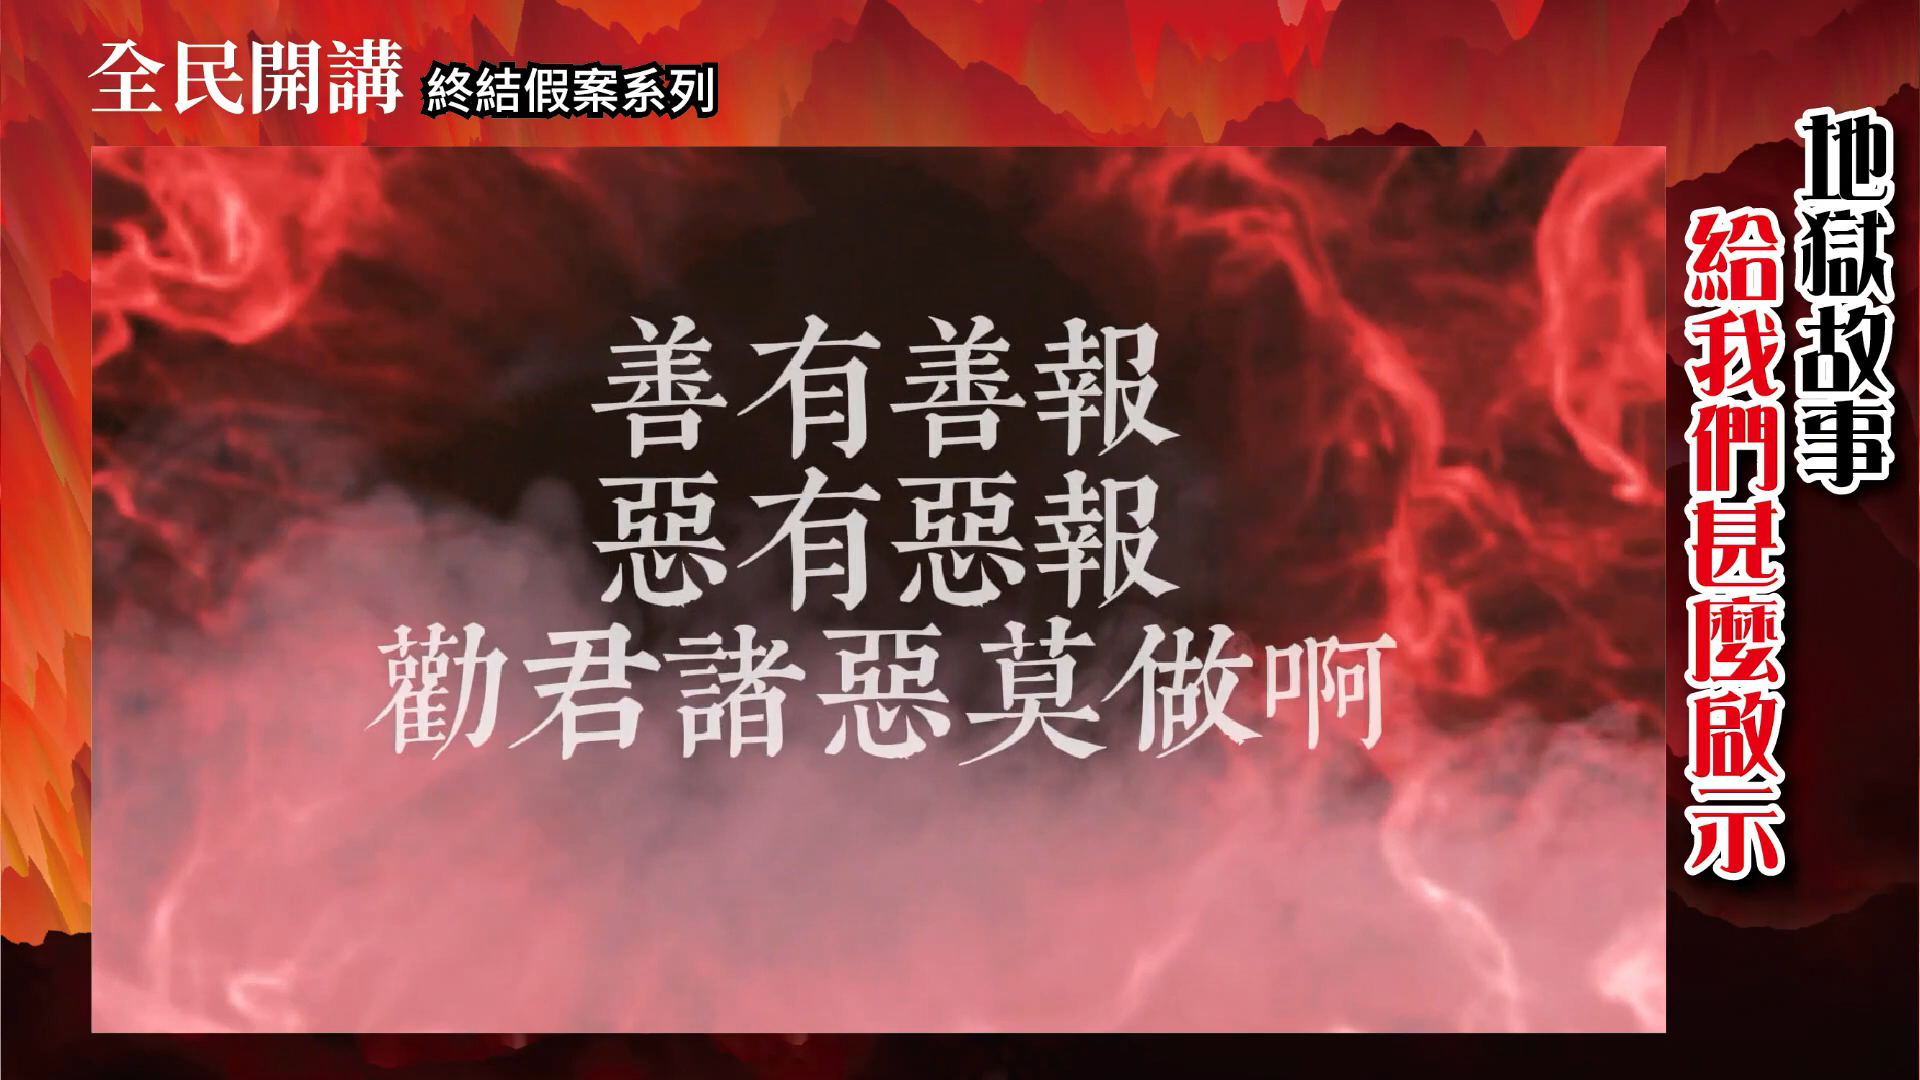 全民開講 終結假案系列
地獄故事
給我們甚麼啟示
善有善報
惡有惡報
勸君諸惡莫做啊